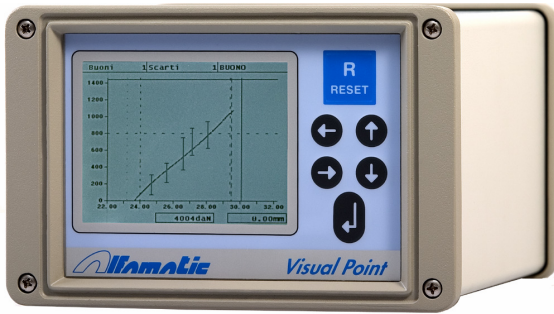 Buoni 1 Scarti 1 BUONO
1400
1200
1000
800
600
400
200
0
22.00 24.00 26.00 28.00 30.00 32.00
4004daN 0.00mm
R
RESET
Alfamatic
Visual Point